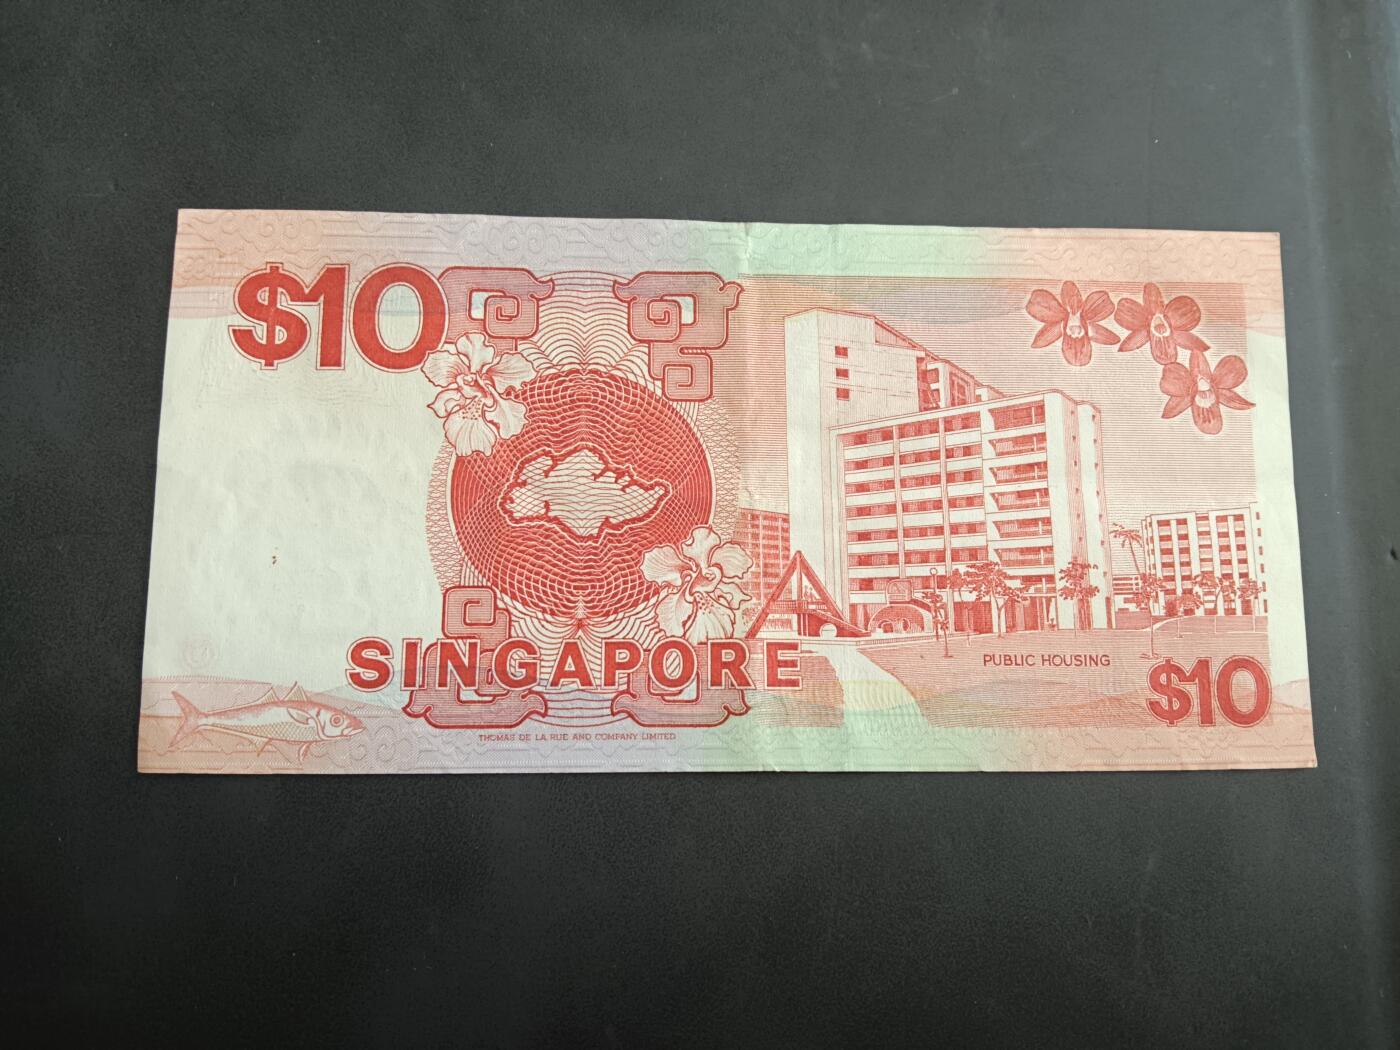 $10
SINGAPORE
THOMAS DE LA RUE AND COMPANY LIMITED
PUBLIC HOUSING
$10